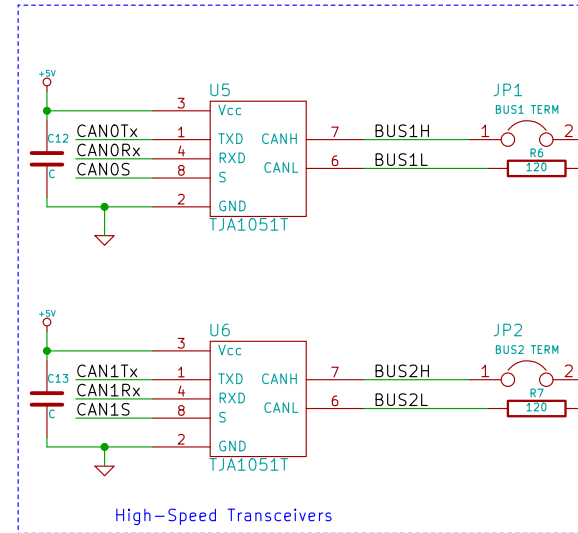 +5V
U5
JP1
BUS1 TERM
3 Vcc
C12
CAN0Tx 1 TXD CANH 7 BUS1H 1 2
CAN0Rx 4 RXD
R6
CANL 6 BUS1L 120
C CAN0S 8 S
2 GND
TJA1051T
+5V
U6
JP2
BUS2 TERM
3 Vcc
C13
CAN1Tx 1 TXD CANH 7 BUS2H 1 2
CAN1Rx 4 RXD
R7
CANL 6 BUS2L 120
C CAN1S 8 S
2 GND
TJA1051T
High-Speed Transceivers